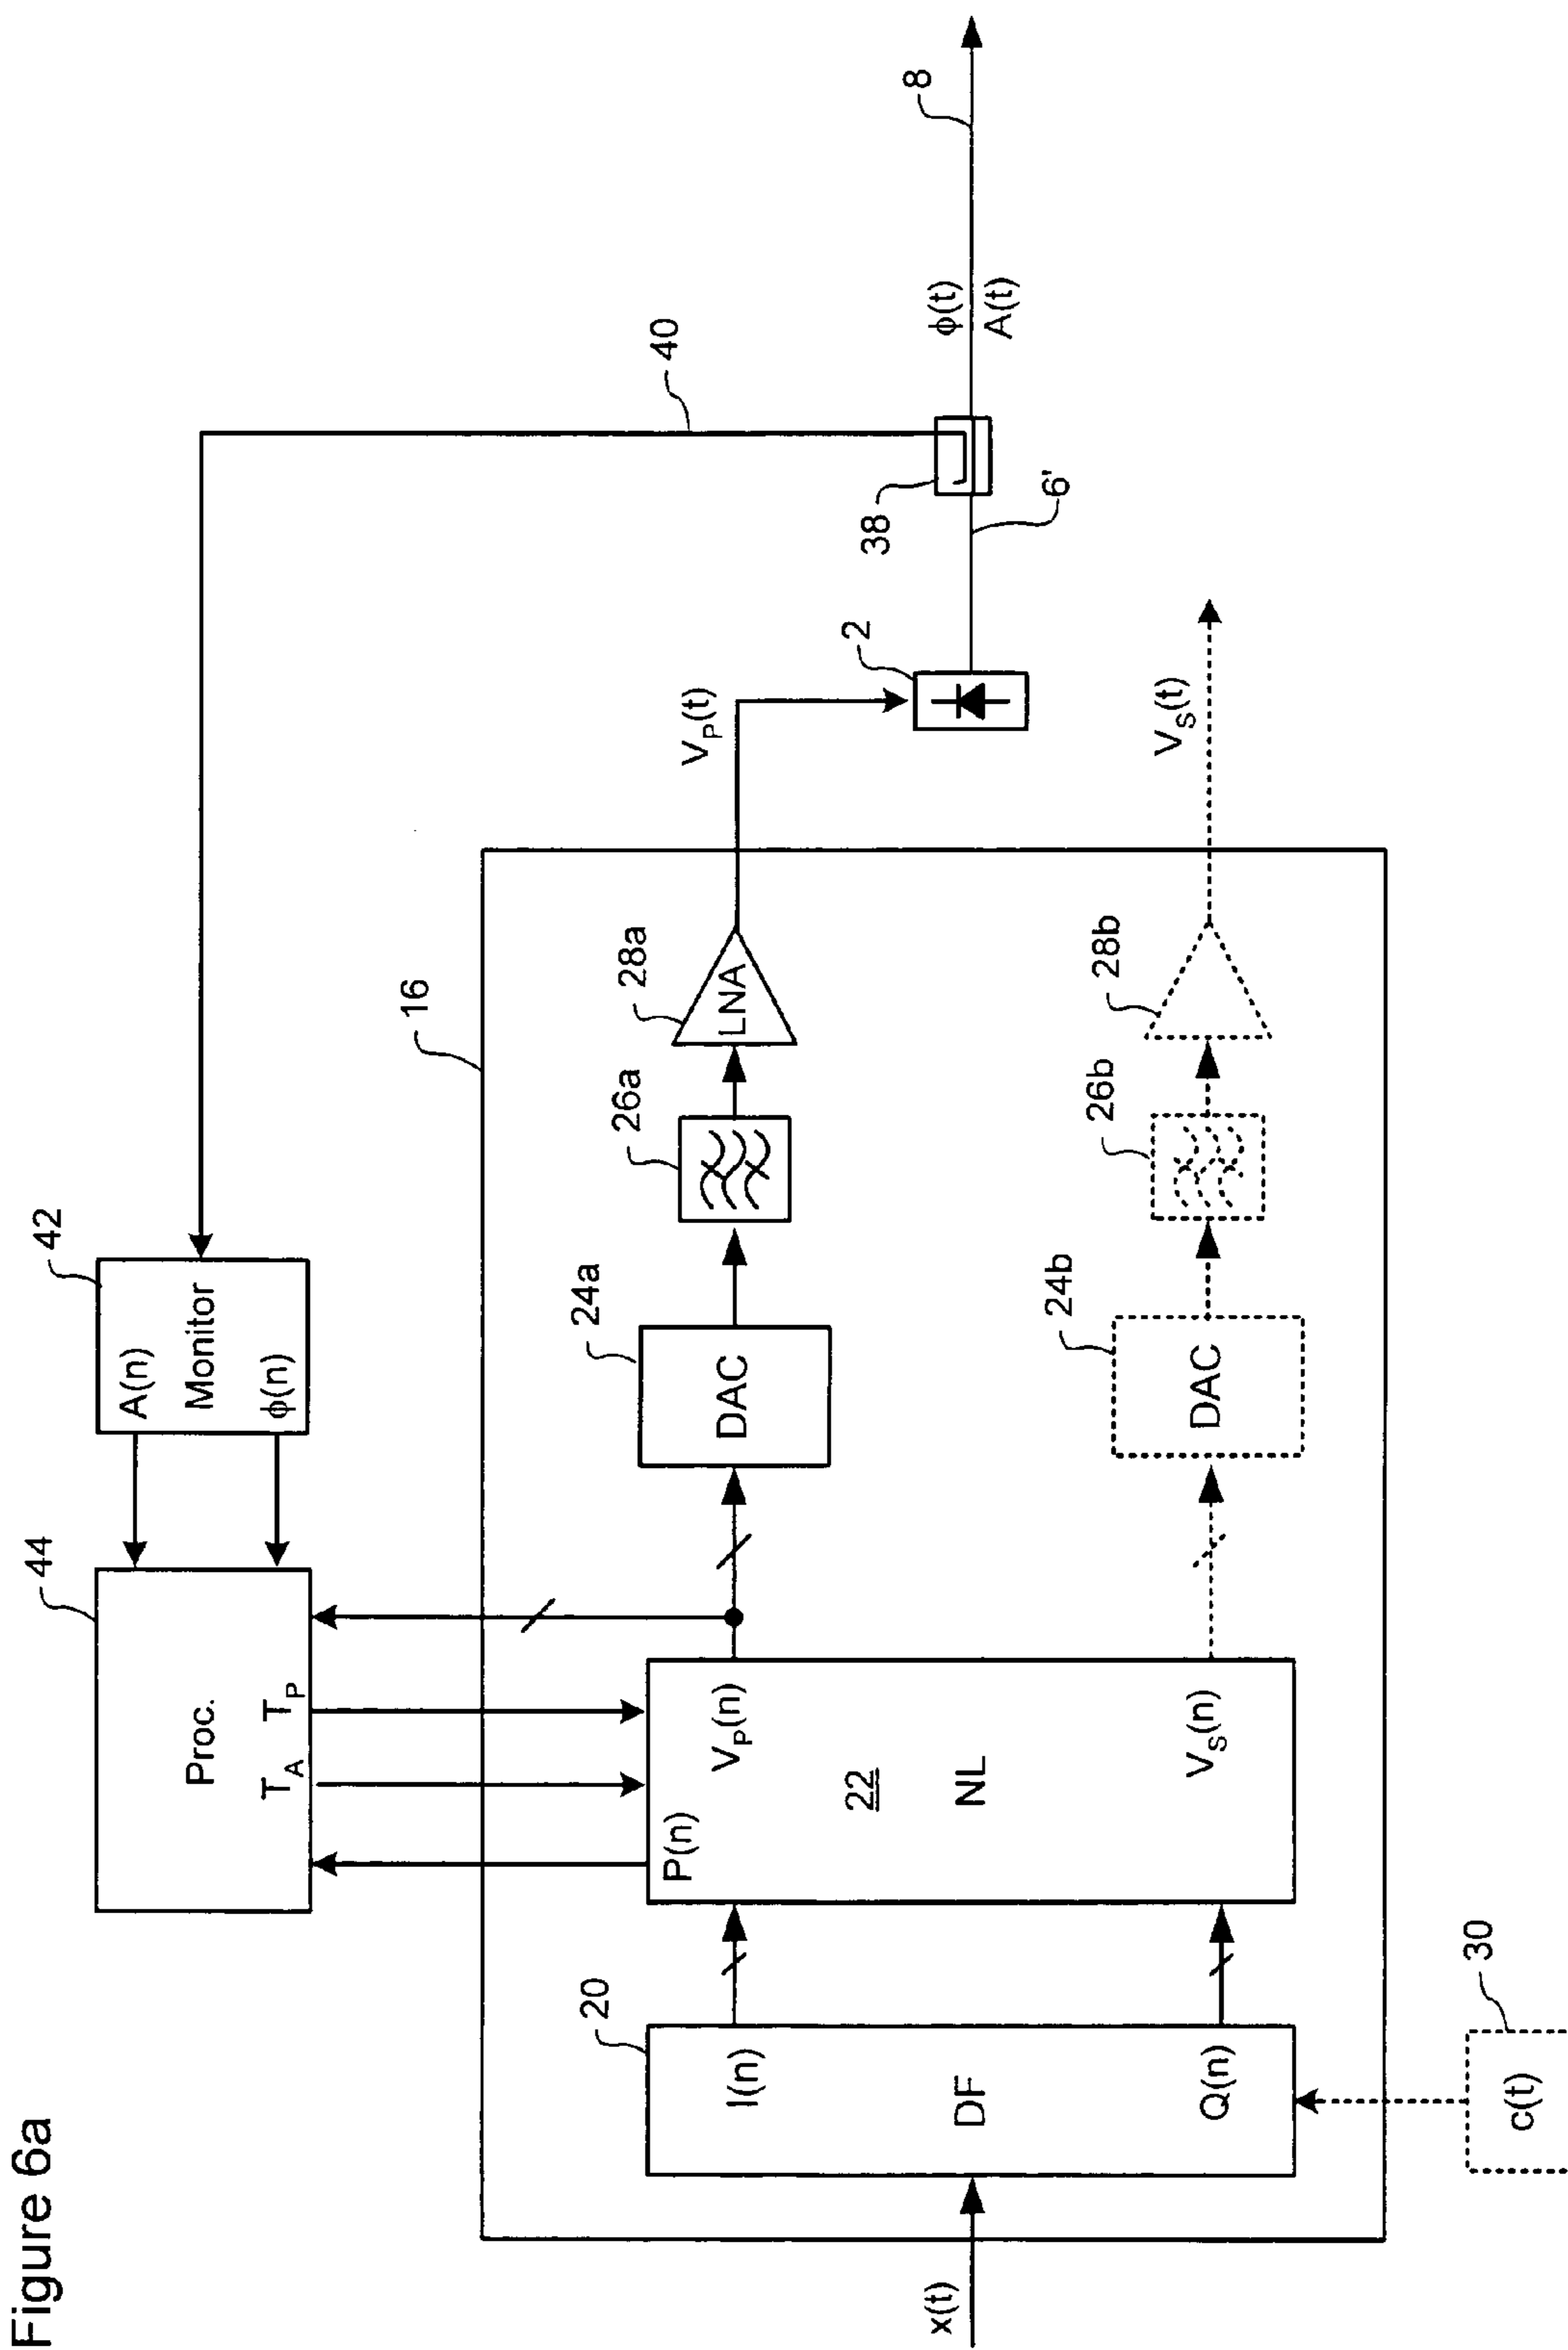 Figure 6a
44
42
Proc.
T_A
T_P
A(n)
Monitor
ϕ(n)
40
16
P(n)
V_P(n)
22
NL
V_S(n)
20
I(n)
DF
Q(n)
x(t)
24a
DAC
26a
28a
LNA
V_P(t)
2
38
6'
ϕ(t)
A(t)
8
24b
DAC
26b
28b
V_S(t)
30
c(t)